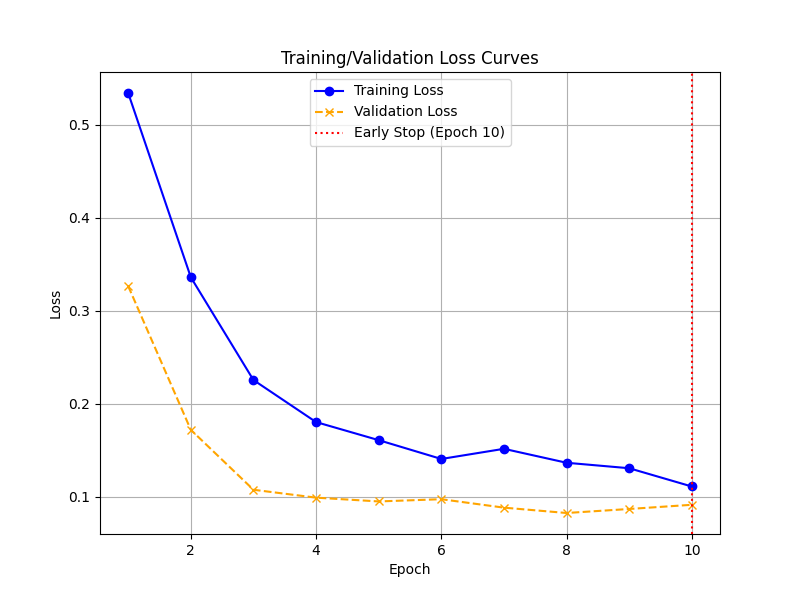 Training/Validation Loss Curves
Training Loss
Validation Loss
Early Stop (Epoch 10)
0.5
0.4
0.3
0.2
0.1
Loss
2 4 6 8 10
Epoch